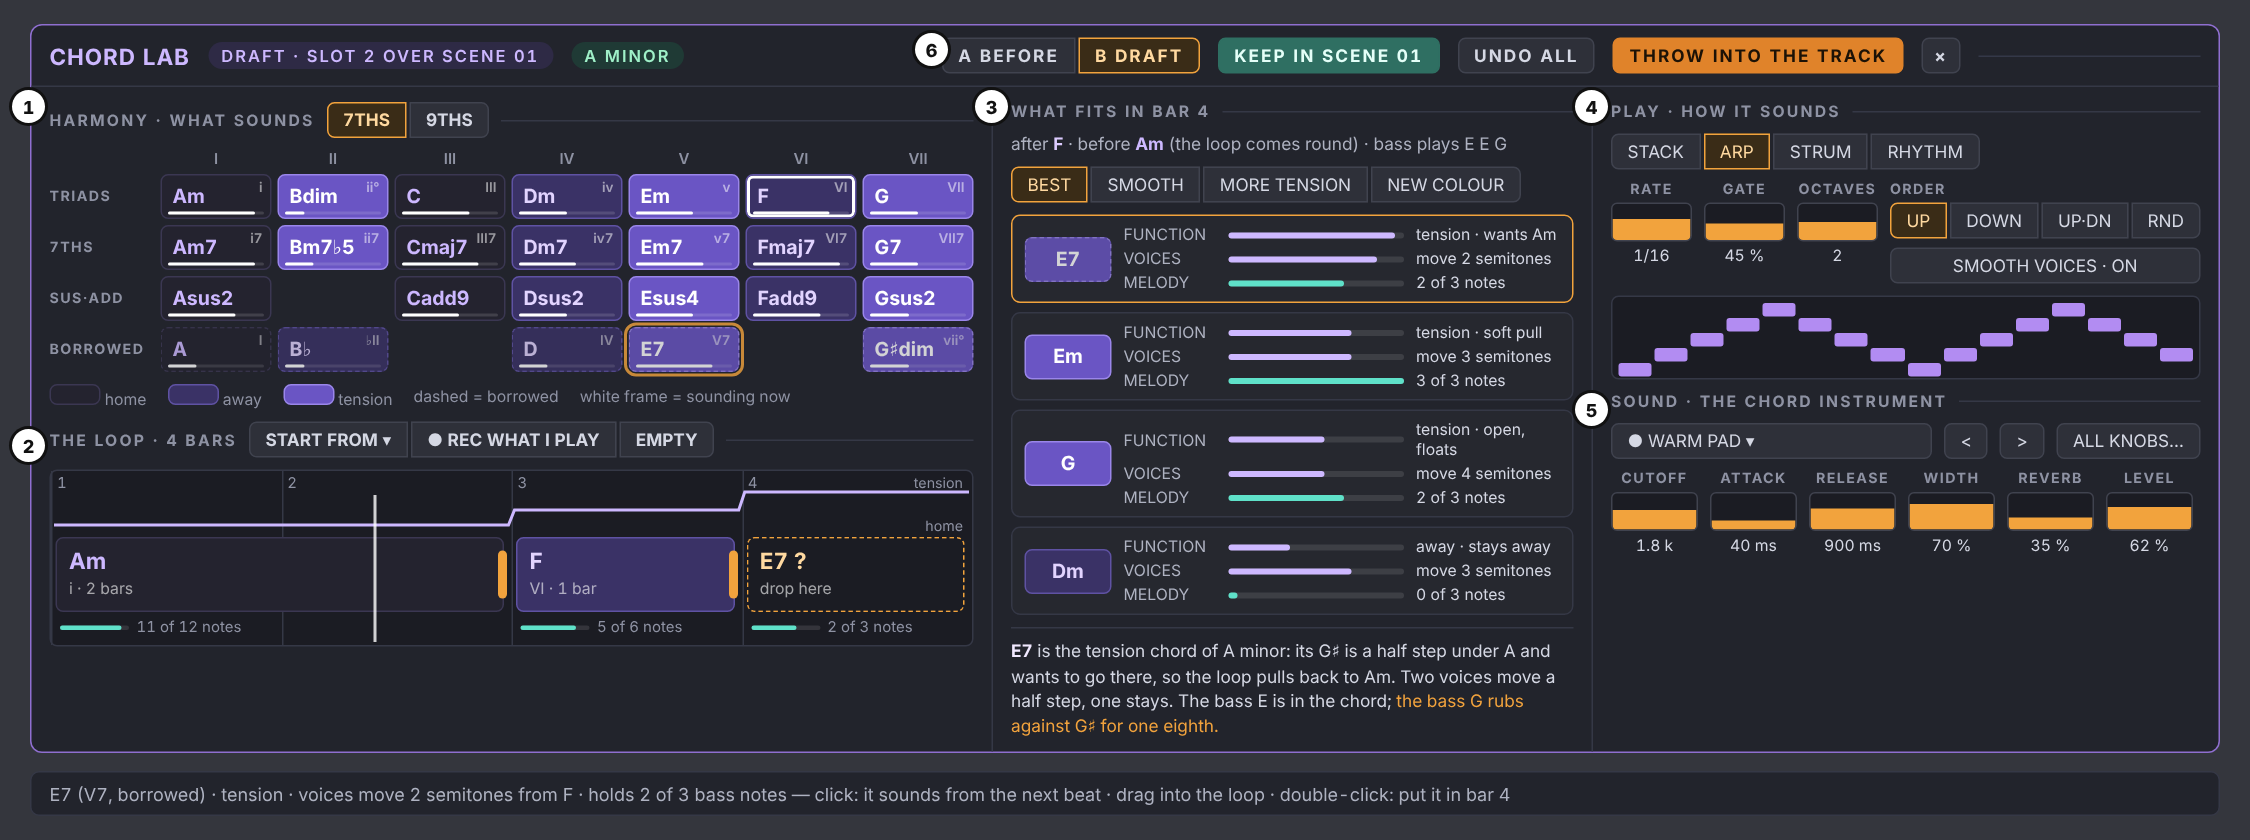 CHORD LAB DRAFT · SLOT 2 OVER SCENE 01 A MINOR 6 A BEFORE B DRAFT KEEP IN SCENE 01 UNDO ALL THROW INTO THE TRACK ×
1 HARMONY · WHAT SOUNDS 7THS 9THS
I II III IV V VI VII
TRIADS Am i Bdim ii° C III Dm iv Em v F VI G VII
7THS Am7 i7 Bm7♭5 ii7 Cmaj7 III7 Dm7 iv7 Em7 v7 Fmaj7 VI7 G7 VII7
SUS·ADD Asus2 Cadd9 Dsus2 Esus4 Fadd9 Gsus2
BORROWED A I B♭ ♭II D IV E7 V7 G♯dim vii°
home away tension dashed = borrowed white frame = sounding now
2 THE LOOP · 4 BARS START FROM ▾ ● REC WHAT I PLAY EMPTY
1 2 3 4 tension
home
Am F E7 ?
i · 2 bars VI · 1 bar drop here
11 of 12 notes 5 of 6 notes 2 of 3 notes
3 WHAT FITS IN BAR 4
after F · before Am (the loop comes round) · bass plays E E G
BEST SMOOTH MORE TENSION NEW COLOUR
E7
FUNCTION tension · wants Am
VOICES move 2 semitones
MELODY 2 of 3 notes
Em
FUNCTION tension · soft pull
VOICES move 3 semitones
MELODY 3 of 3 notes
G
FUNCTION tension · open,
floats
VOICES move 4 semitones
MELODY 2 of 3 notes
Dm
FUNCTION away · stays away
VOICES move 3 semitones
MELODY 0 of 3 notes
E7 is the tension chord of A minor: its G♯ is a half step under A and
wants to go there, so the loop pulls back to Am. Two voices move a
half step, one stays. The bass E is in the chord; the bass G rubs
against G♯ for one eighth.
4 PLAY · HOW IT SOUNDS
STACK ARP STRUM RHYTHM
RATE GATE OCTAVES ORDER
UP DOWN UP·DN RND
1/16 45 % 2
SMOOTH VOICES · ON
5 SOUND · THE CHORD INSTRUMENT
● WARM PAD ▾ < > ALL KNOBS...
CUTOFF ATTACK RELEASE WIDTH REVERB LEVEL
1.8 k 40 ms 900 ms 70 % 35 % 62 %
E7 (V7, borrowed) · tension · voices move 2 semitones from F · holds 2 of 3 bass notes — click: it sounds from the next beat · drag into the loop · double-click: put it in bar 4